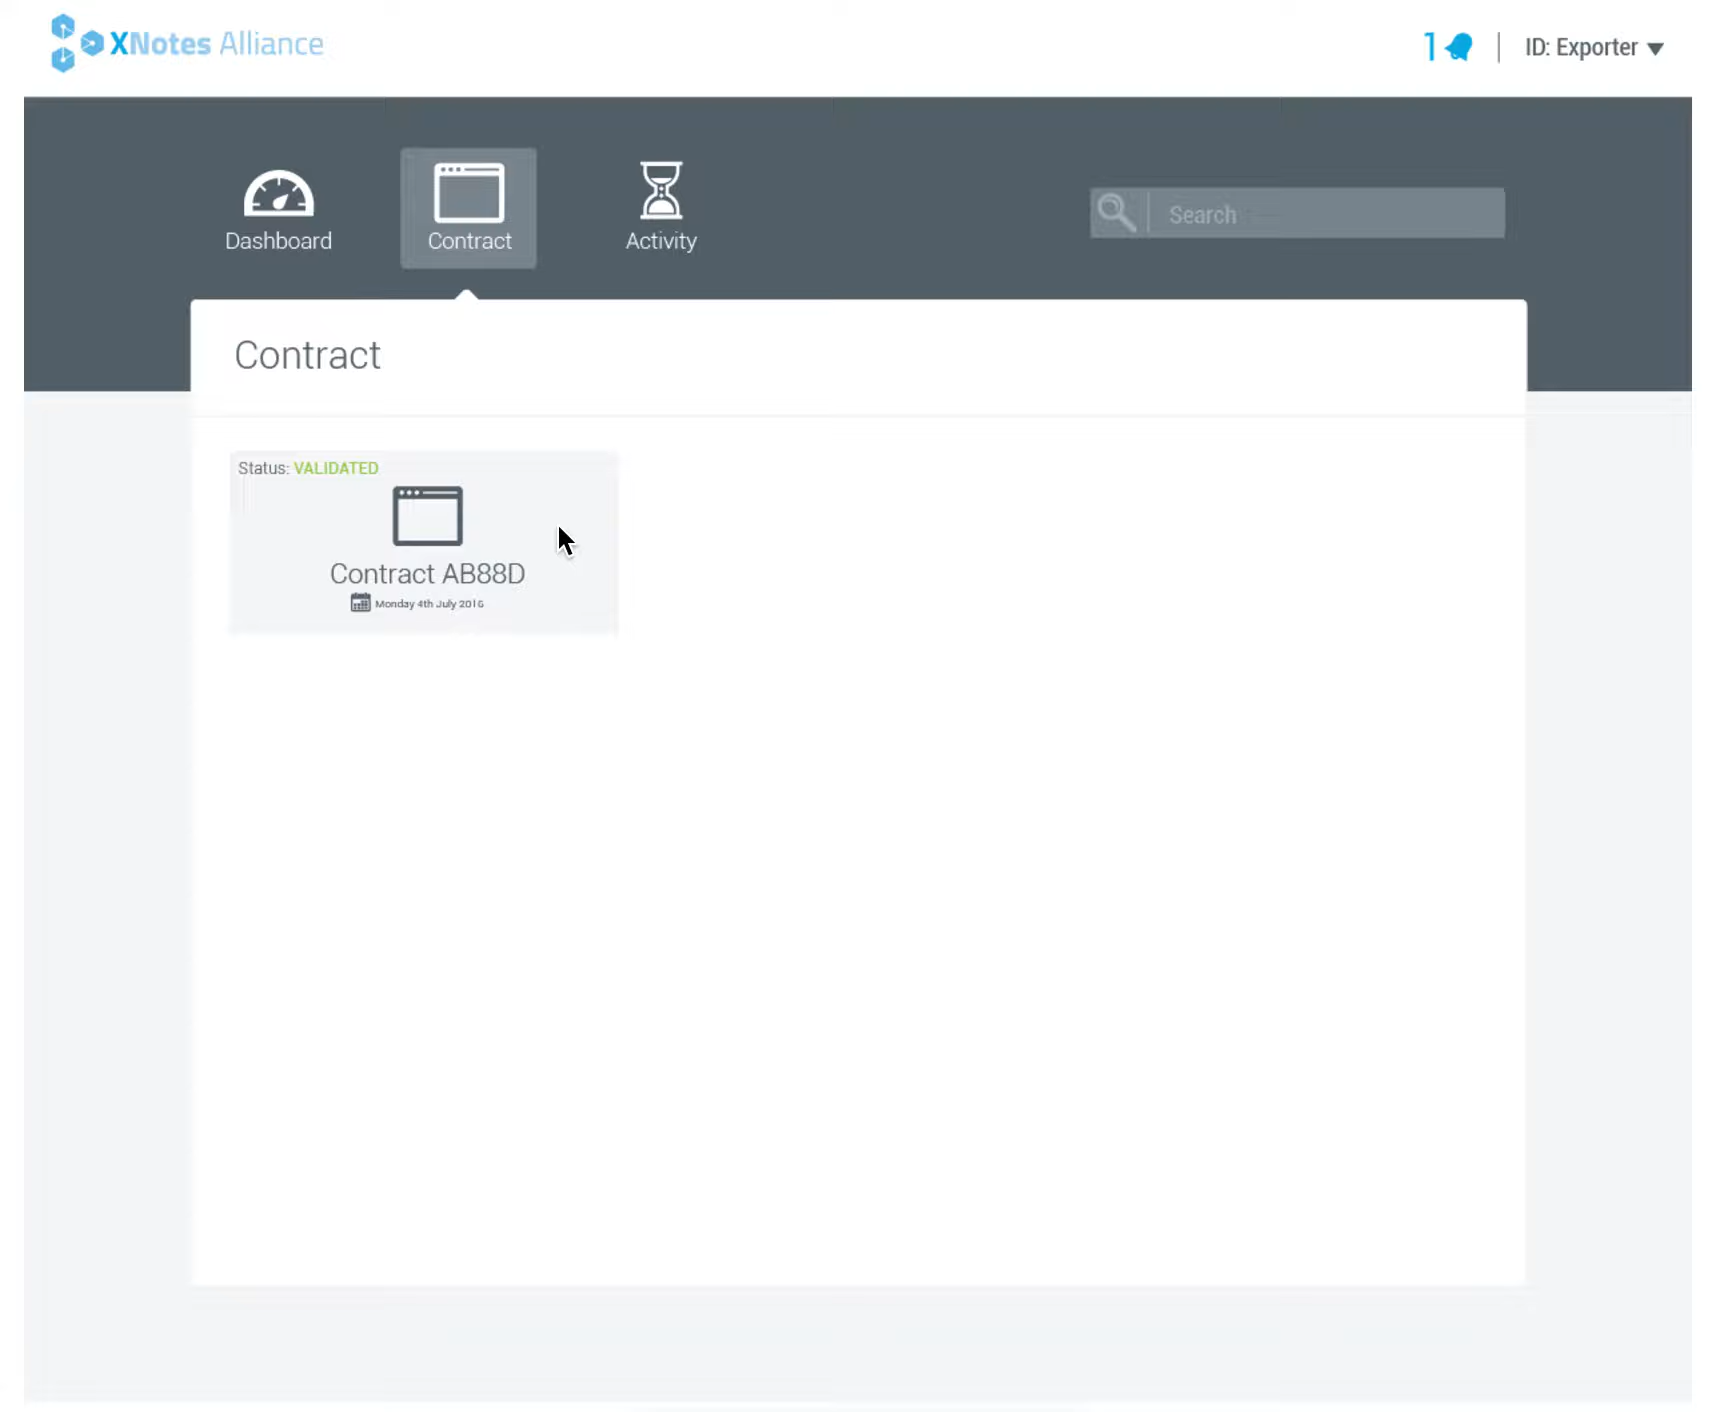 XNotes Alliance
1
ID: Exporter
Dashboard
Contract
Activity
Search
Contract
Status: VALIDATED
Contract AB88D
Monday 4th July 2016